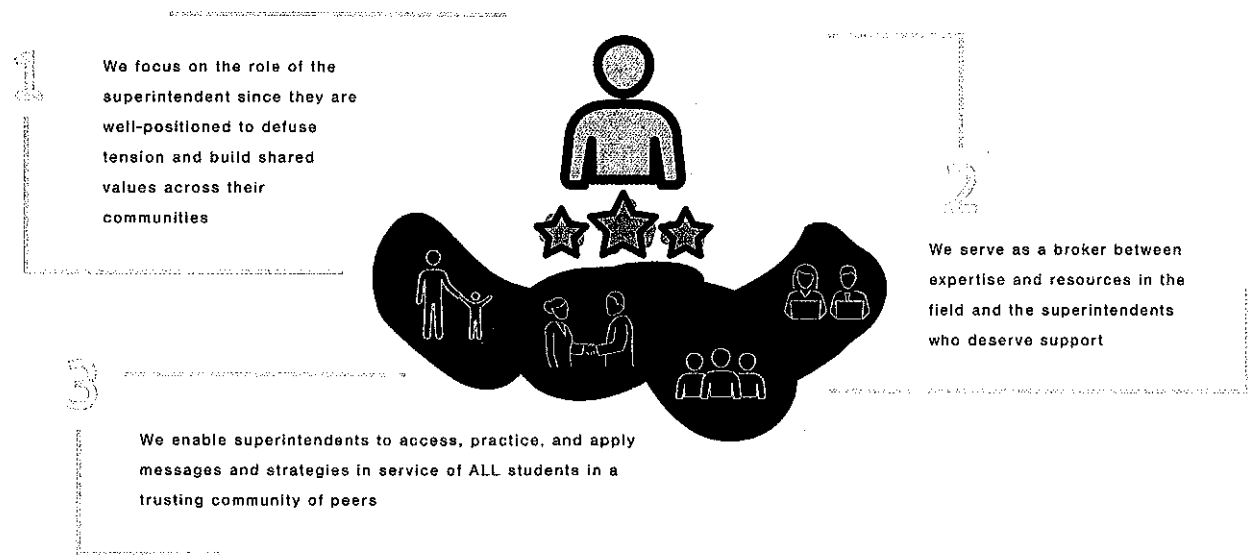 1
We focus on the role of the
superintendent since they are
well-positioned to defuse
tension and build shared
values across their
communities
2
We serve as a broker between
expertise and resources in the
field and the superintendents
who deserve support
3
We enable superintendents to access, practice, and apply
messages and strategies in service of ALL students in a
trusting community of peers